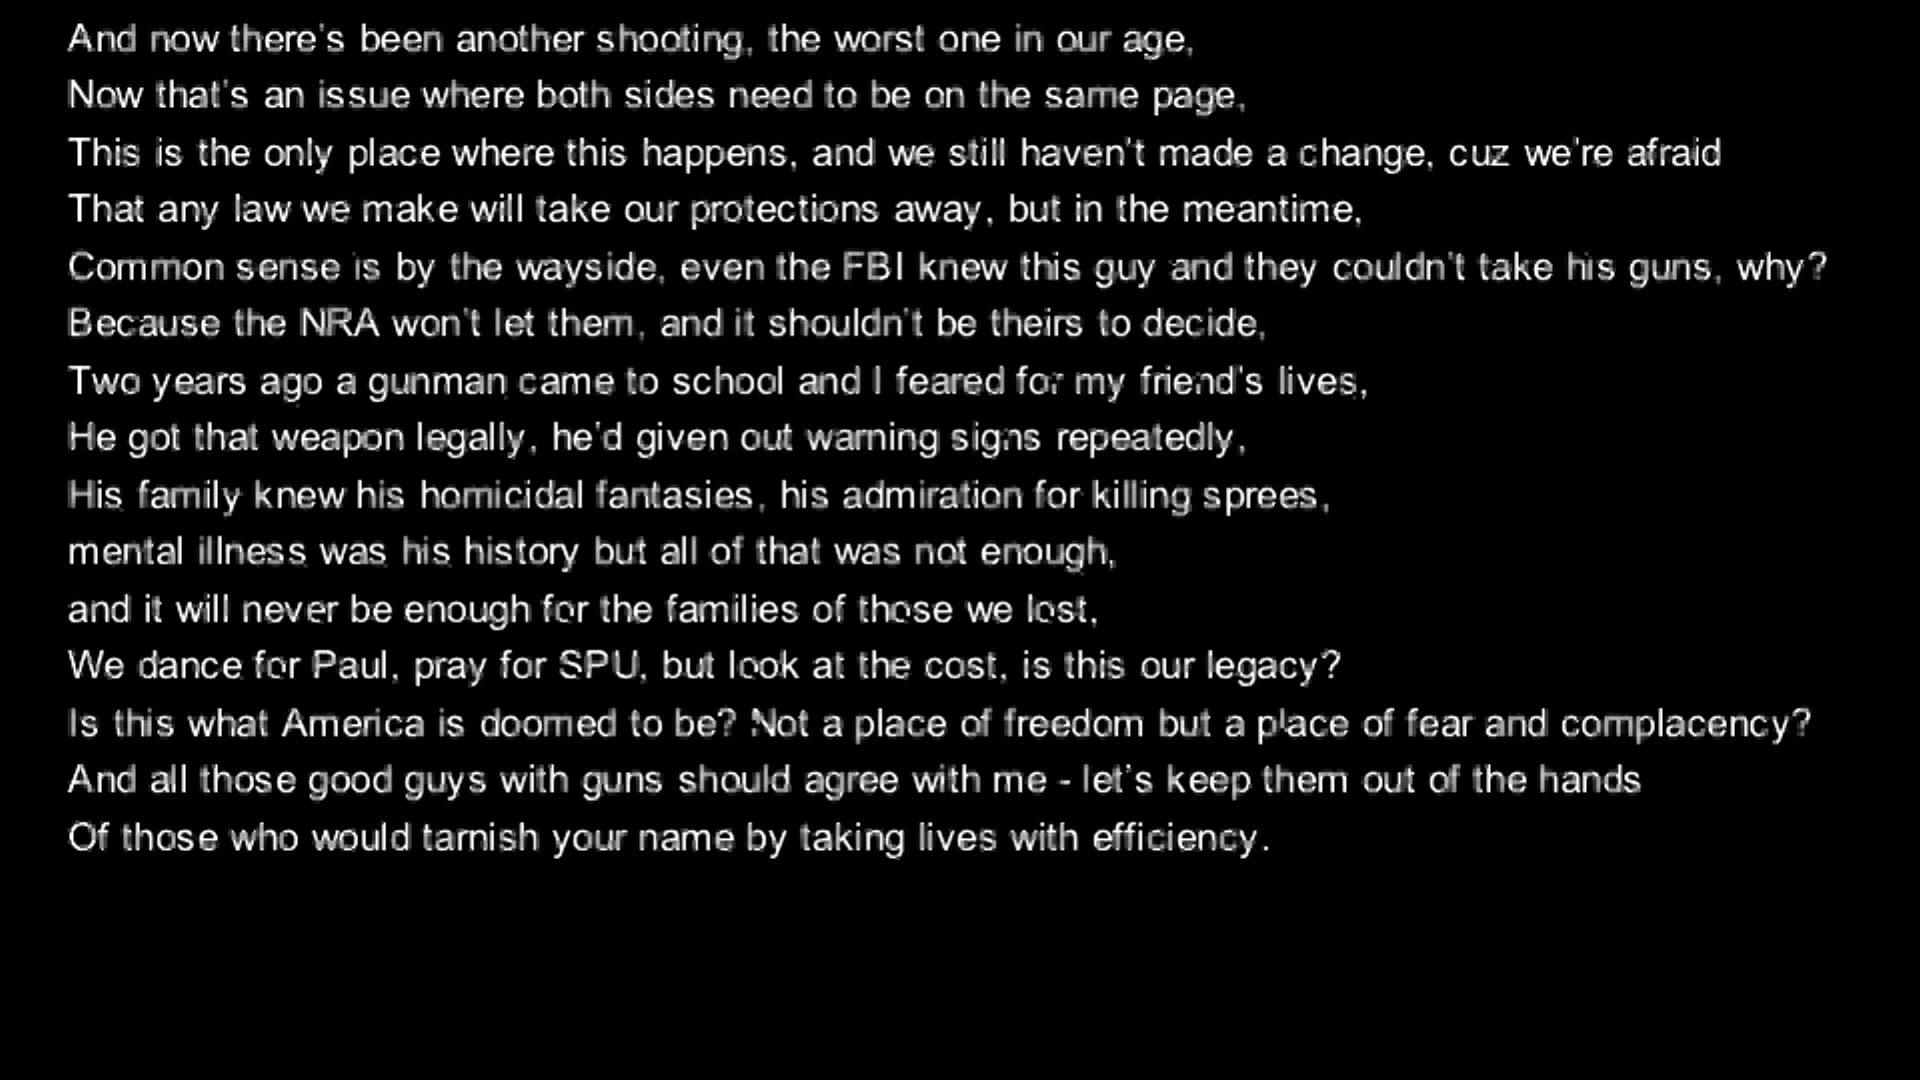 And now there's been another shooting, the worst one in our age,
Now that's an issue where both sides need to be on the same page,
This is the only place where this happens, and we still haven't made a change, cuz we're afraid
That any law we make will take our protections away, but in the meantime,
Common sense is by the wayside, even the FBI knew this guy and they couldn't take his guns, why?
Because the NRA won't let them, and it shouldn't be theirs to decide,
Two years ago a gunman came to school and I feared for my friend's lives,
He got that weapon legally, he'd given out warning signs repeatedly,
His family knew his homicidal fantasies, his admiration for killing sprees,
mental illness was his history but all of that was not enough,
and it will never be enough for the families of those we lost,
We dance for Paul, pray for SPU, but look at the cost, is this our legacy?
Is this what America is doomed to be? Not a place of freedom but a place of fear and complacency?
And all those good guys with guns should agree with me - let's keep them out of the hands
Of those who would tarnish your name by taking lives with efficiency.